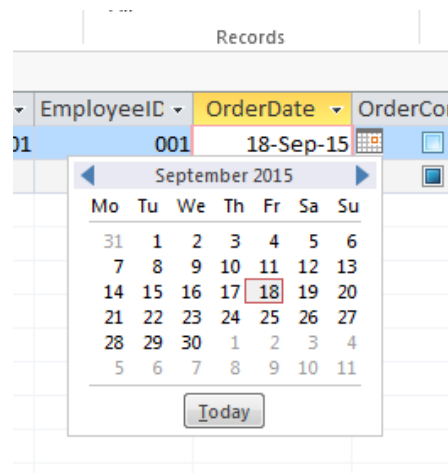 Records
EmployeeID OrderDate OrderCo
01 001 18-Sep-15
September 2015
Mo Tu We Th Fr Sa Su
31 1 2 3 4 5 6
7 8 9 10 11 12 13
14 15 16 17 18 19 20
21 22 23 24 25 26 27
28 29 30 1 2 3 4
5 6 7 8 9 10 11
Today